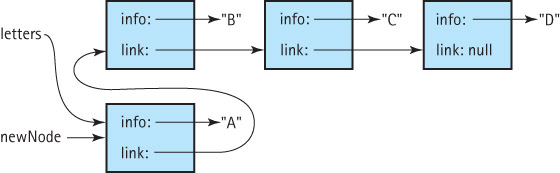 info: "B" info: "C" info: "D"
letters
link: link: link: null
info: "A"
newNode
link: